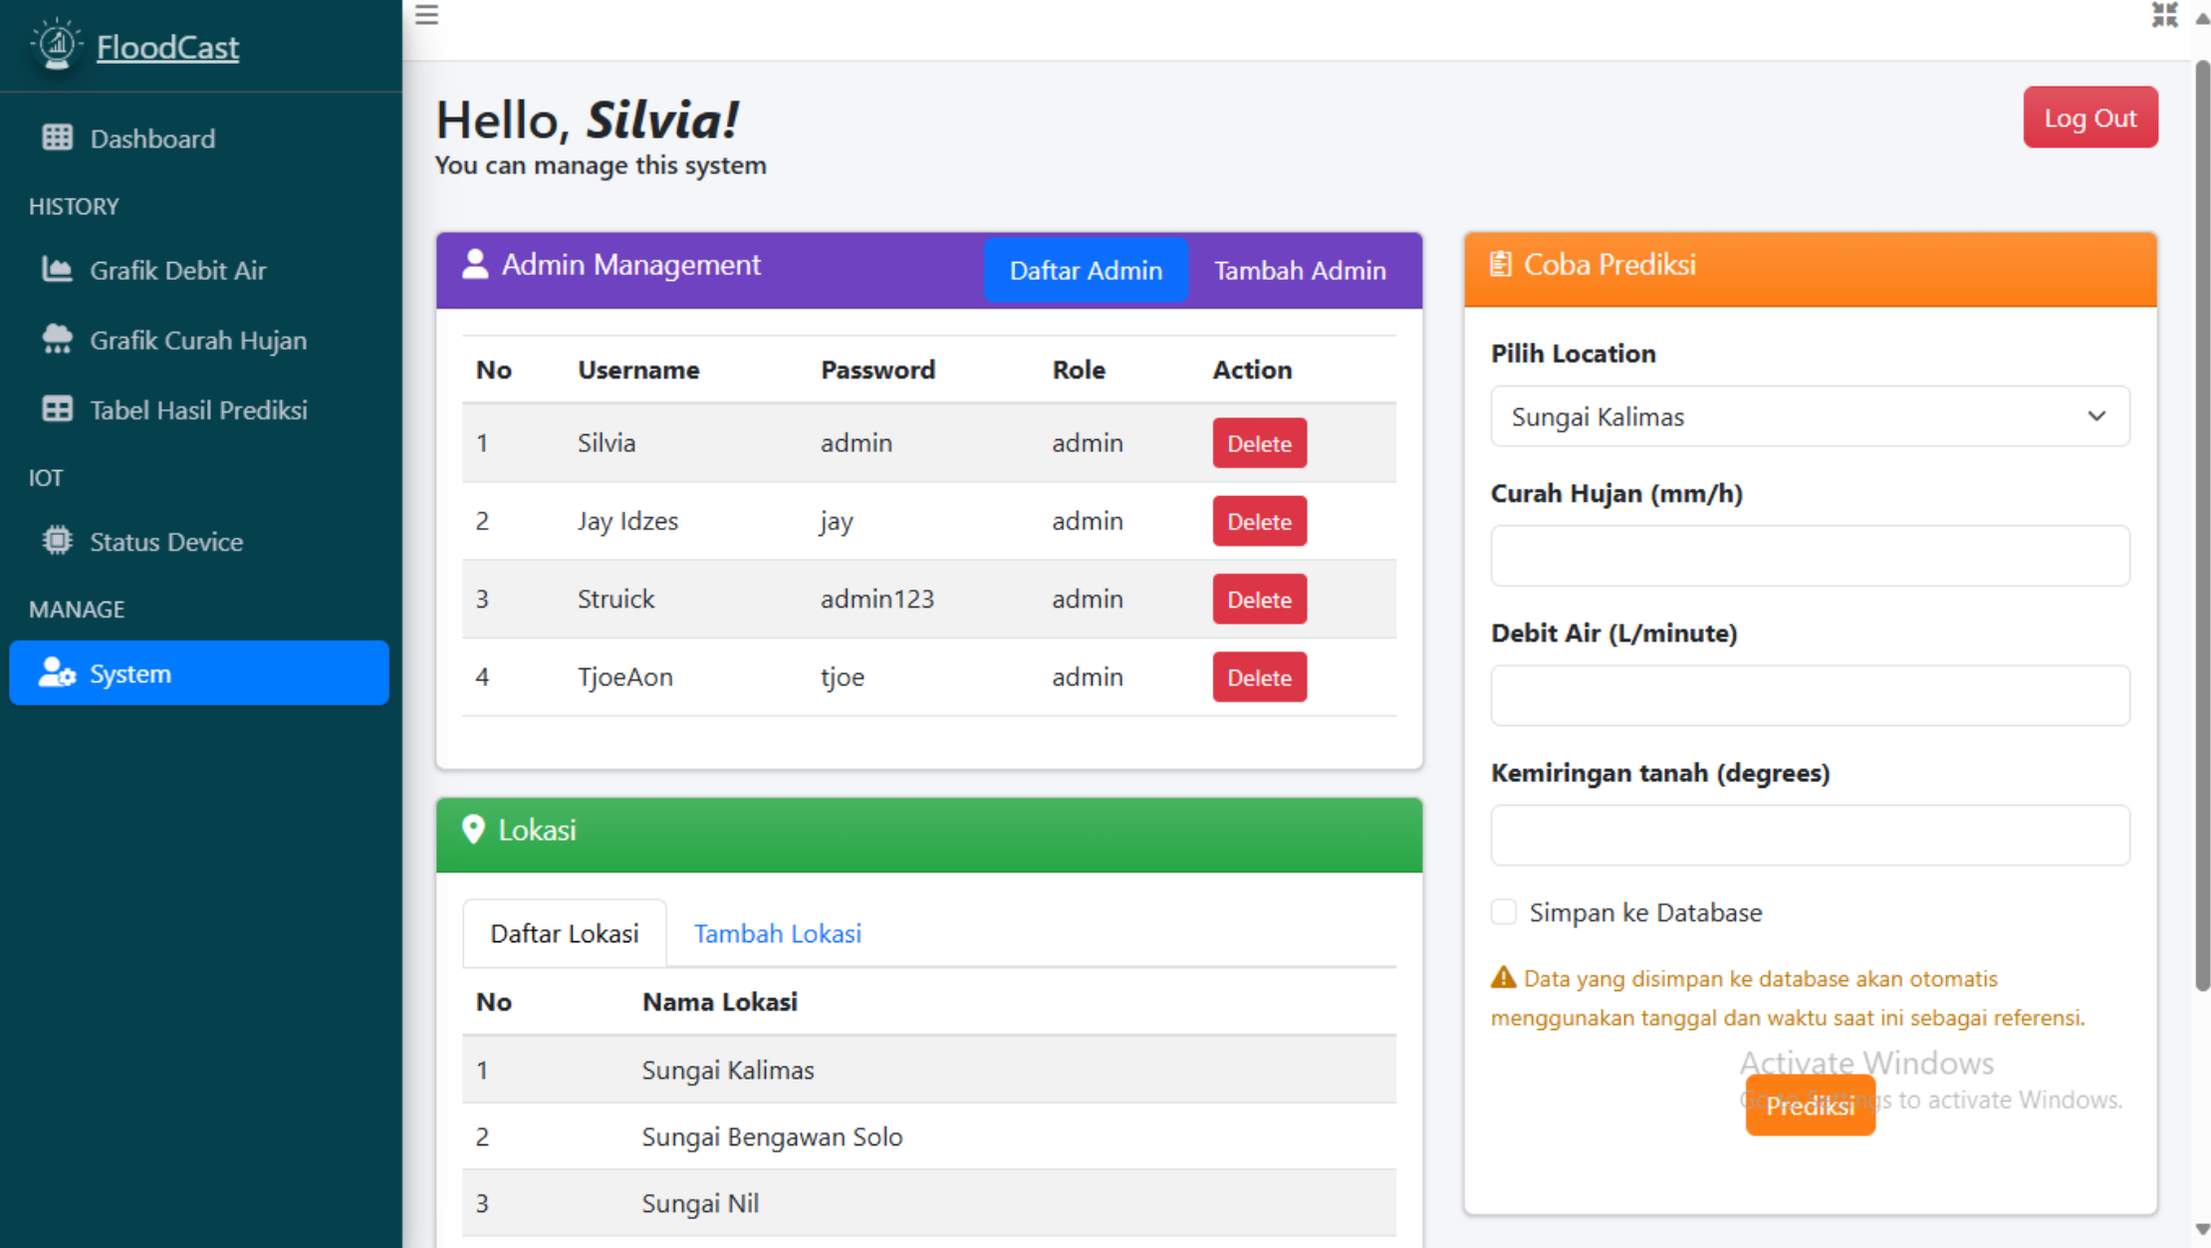 FloodCast
Dashboard
HISTORY
Grafik Debit Air
Grafik Curah Hujan
Tabel Hasil Prediksi
IOT
Status Device
MANAGE
System
Hello, Silvia!
You can manage this system
Log Out
Admin Management
Daftar Admin Tambah Admin
No Username Password Role Action
1 Silvia admin admin Delete
2 Jay Idzes jay admin Delete
3 Struick admin123 admin Delete
4 TjoeAon tjoe admin Delete
Lokasi
Daftar Lokasi Tambah Lokasi
No Nama Lokasi
1 Sungai Kalimas
2 Sungai Bengawan Solo
3 Sungai Nil
Coba Prediksi
Pilih Location
Sungai Kalimas
Curah Hujan (mm/h)
Debit Air (L/minute)
Kemiringan tanah (degrees)
Simpan ke Database
Data yang disimpan ke database akan otomatis
menggunakan tanggal dan waktu saat ini sebagai referensi.
Activate Windows
Go to Settings to activate Windows.
Prediksi